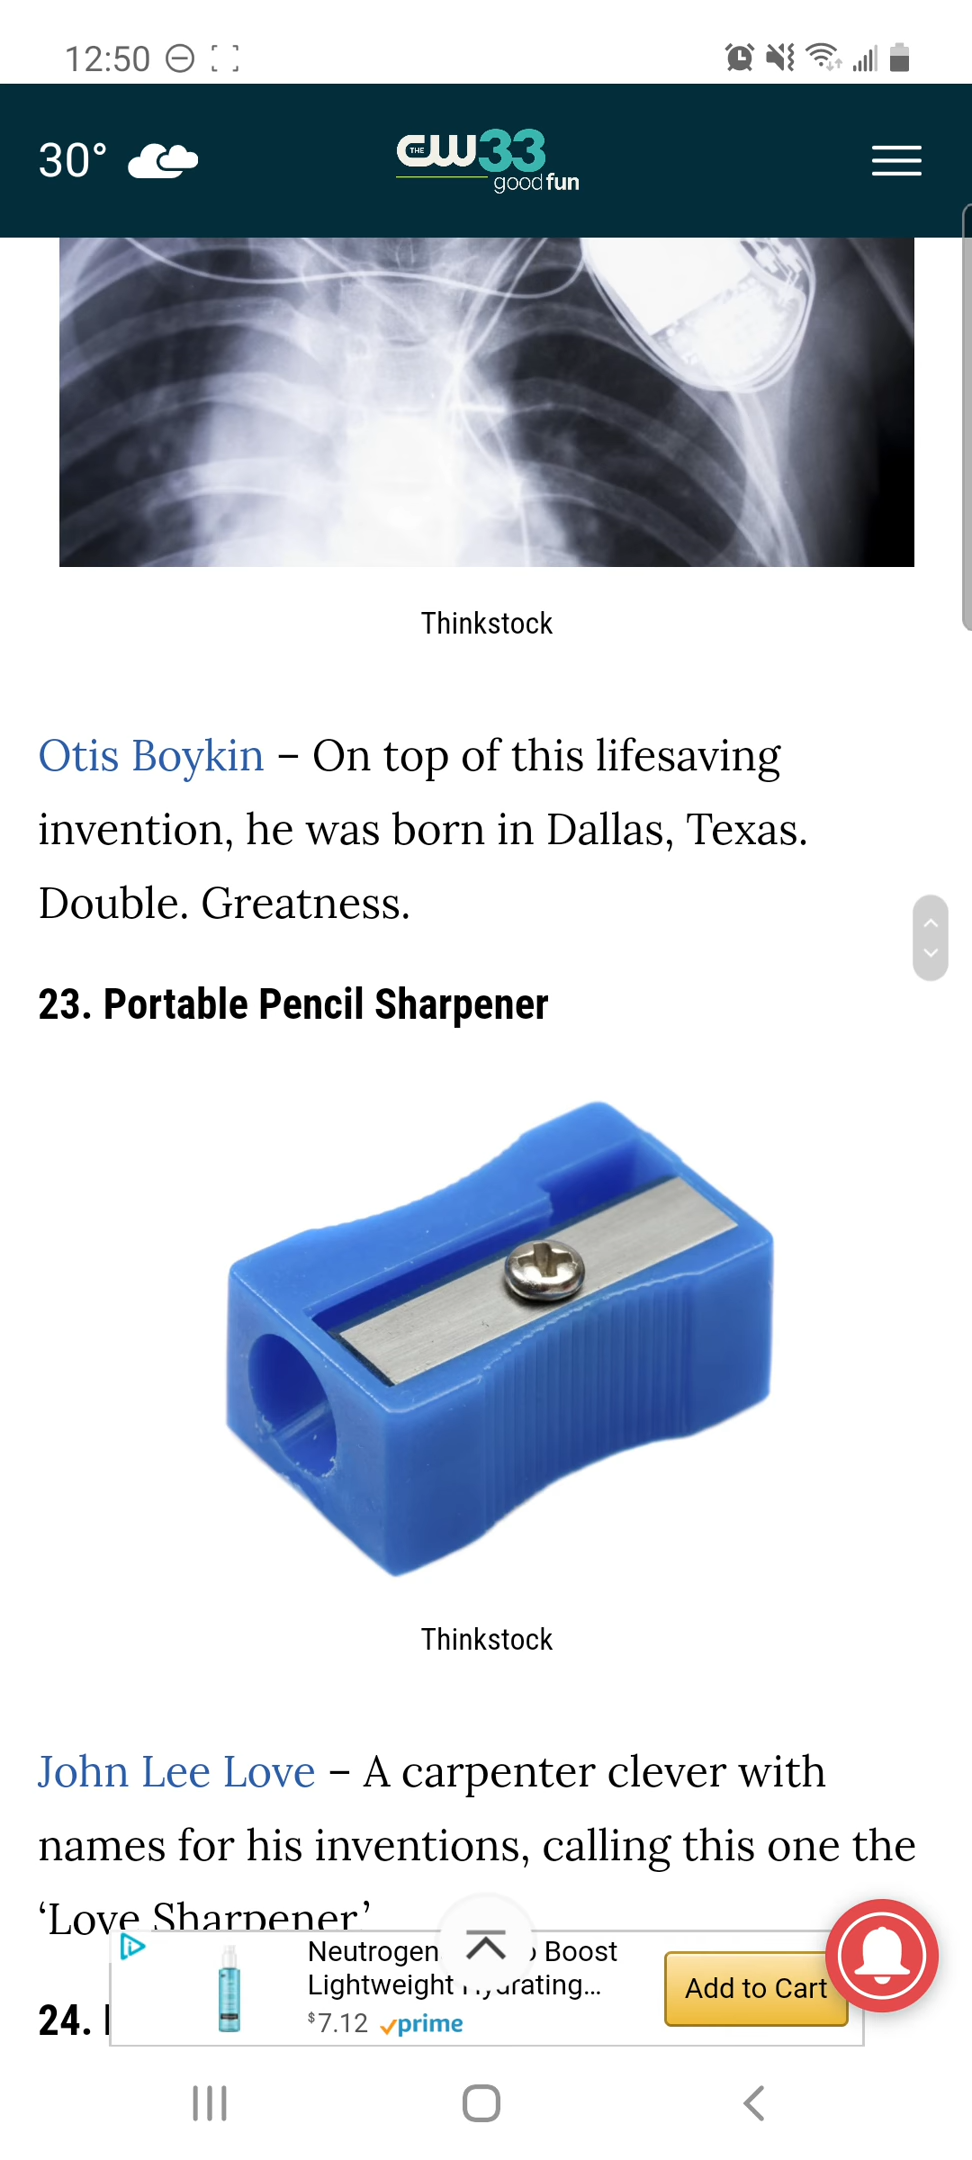 12:50
30°
THE CW33
good fun
Thinkstock
Otis Boykin – On top of this lifesaving
invention, he was born in Dallas, Texas.
Double. Greatness.
23. Portable Pencil Sharpener
Thinkstock
John Lee Love – A carpenter clever with
names for his inventions, calling this one the
‘Love Sharpener.’
Boost
Lightweight
$7.12 prime
Add to Cart
24.